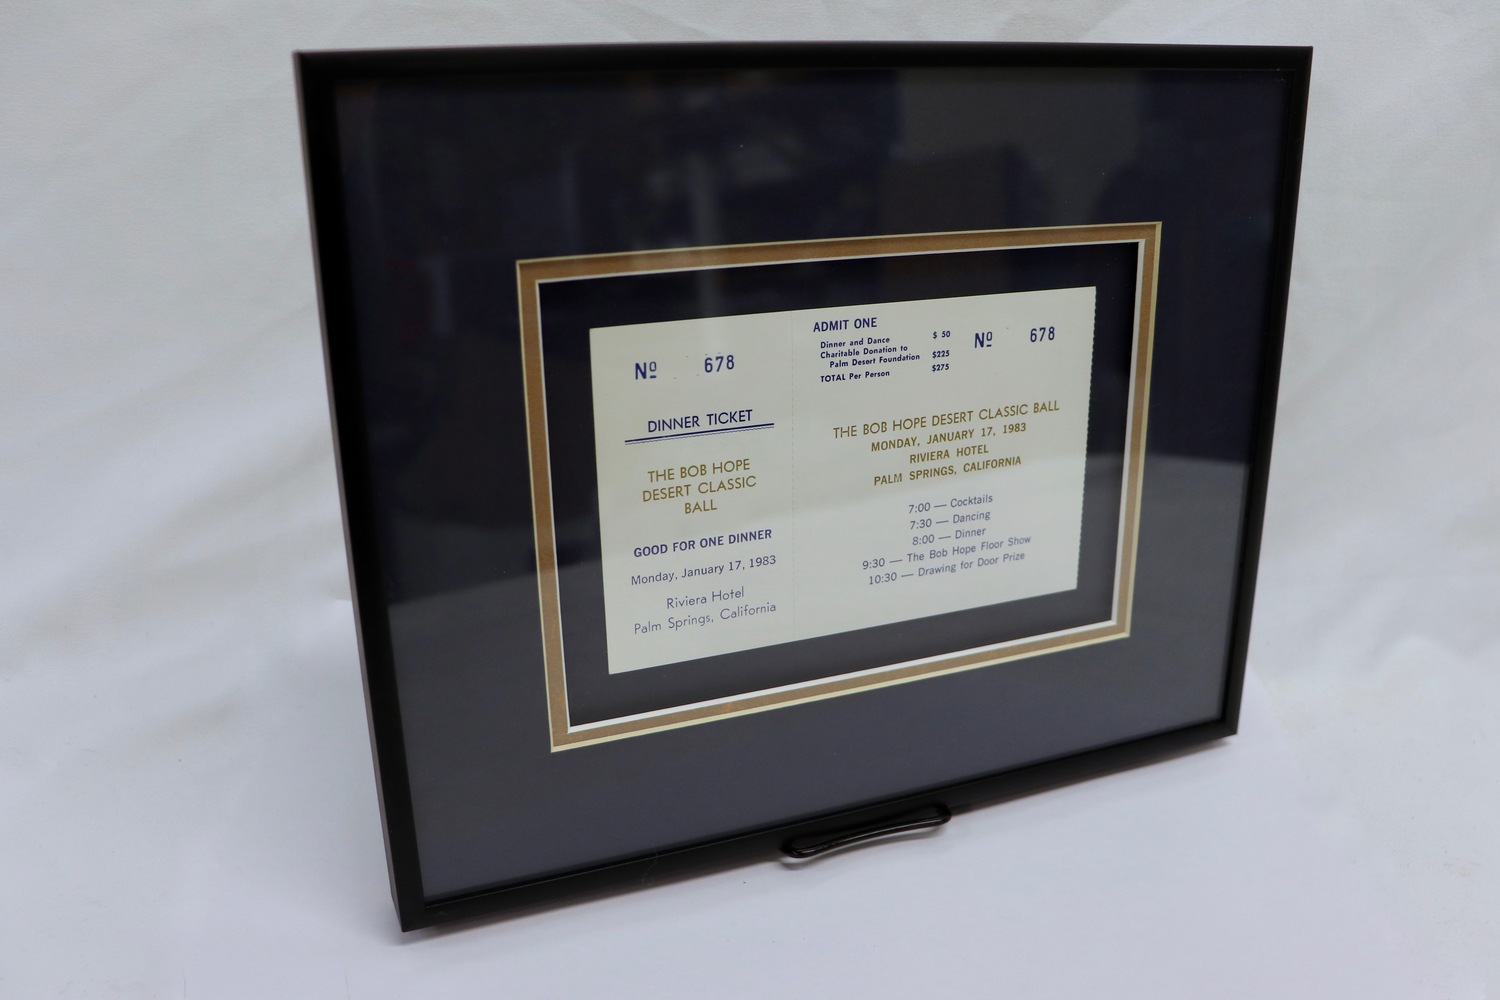 Nº 678
DINNER TICKET
THE BOB HOPE
DESERT CLASSIC
BALL
GOOD FOR ONE DINNER
Monday, January 17, 1983
Riviera Hotel
Palm Springs, California
ADMIT ONE
Dinner and Dance $ 50
Charitable Donation to
Palm Desert Foundation $225
TOTAL Per Person $275
Nº 678
THE BOB HOPE DESERT CLASSIC BALL
MONDAY, JANUARY 17, 1983
RIVIERA HOTEL
PALM SPRINGS, CALIFORNIA
7:00 — Cocktails
7:30 — Dancing
8:00 — Dinner
9:30 — The Bob Hope Floor Show
10:30 — Drawing for Door Prize